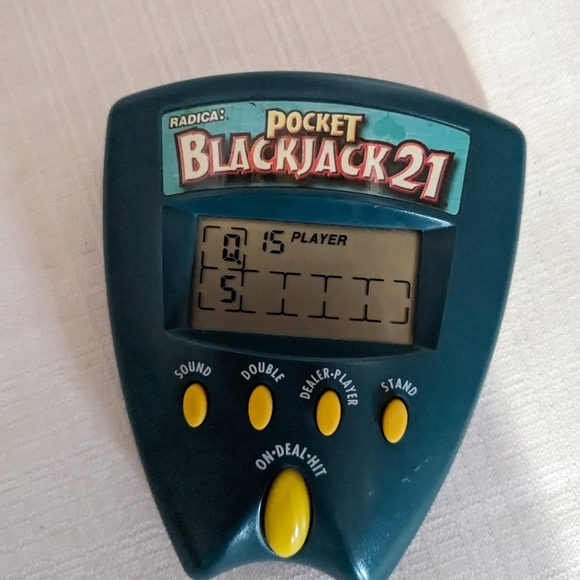 RADICA:
POCKET
BLACKJACK 21
Q 15 PLAYER
5
SOUND
DOUBLE
DEALER•PLAYER
STAND
ON•DEAL•HIT